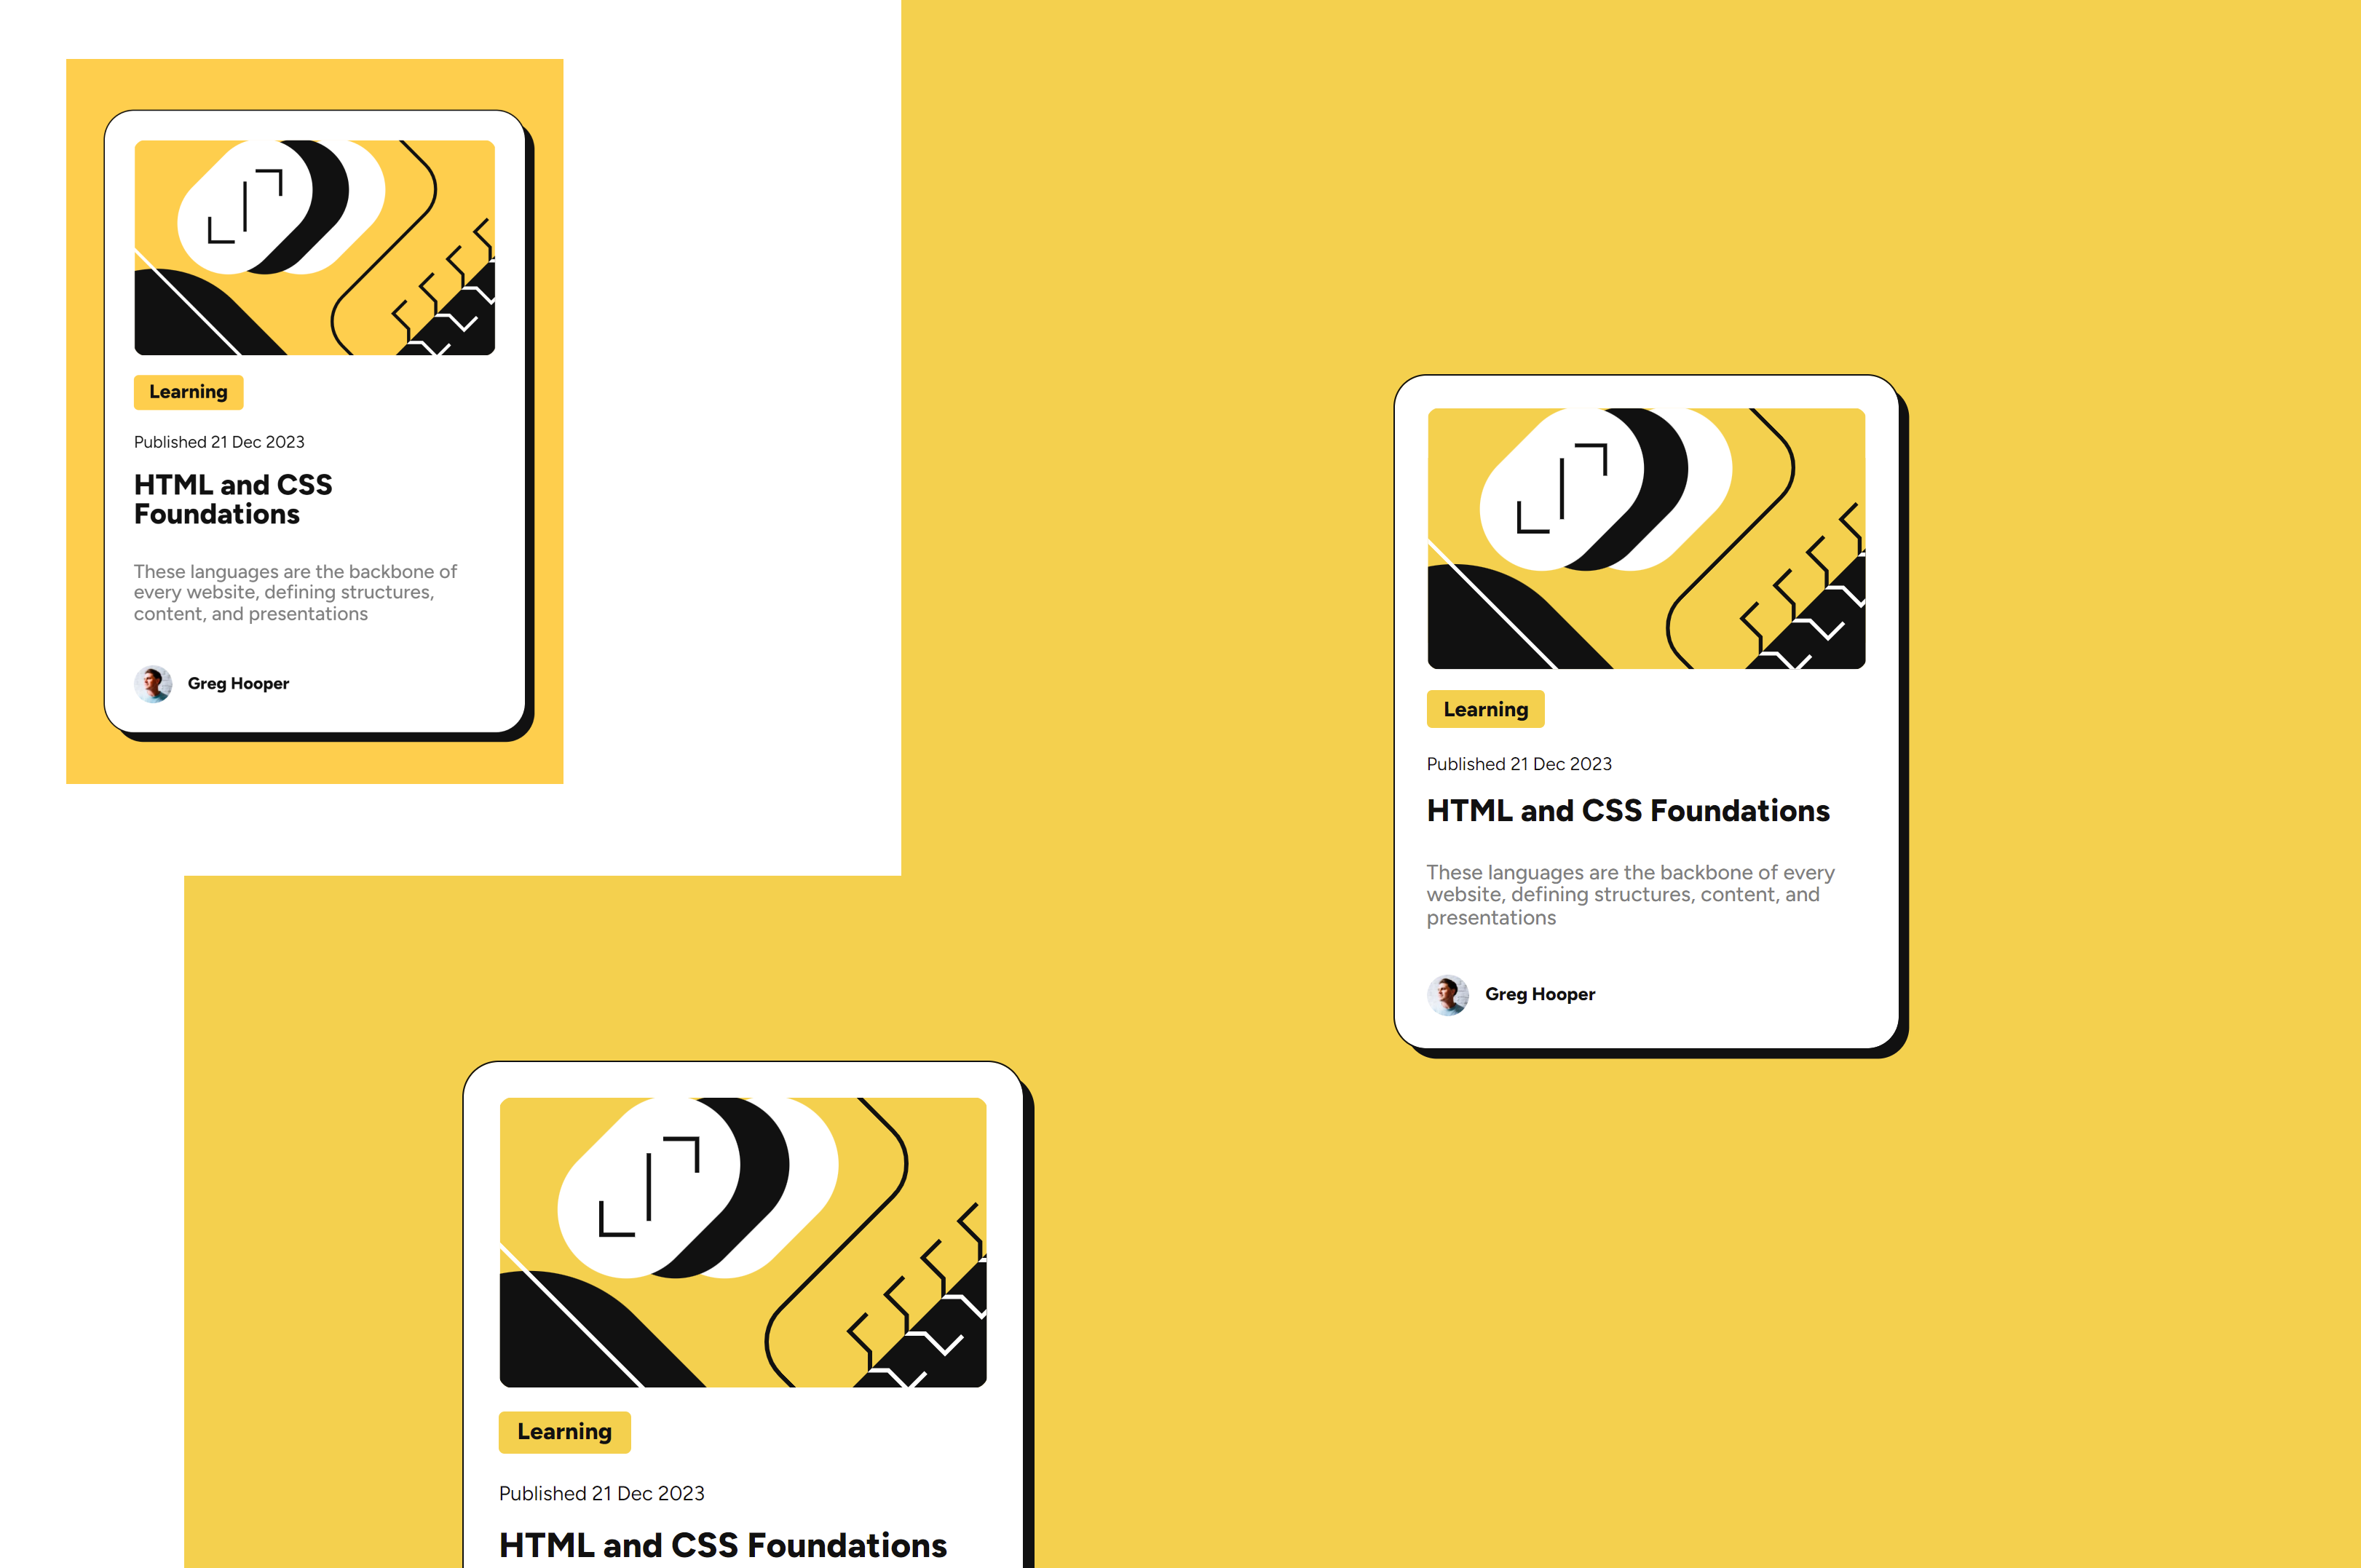 Learning
Published 21 Dec 2023
HTML and CSS
Foundations
These languages are the backbone of
every website, defining structures,
content, and presentations
Greg Hooper
Learning
Published 21 Dec 2023
HTML and CSS Foundations
These languages are the backbone of every
website, defining structures, content, and
presentations
Greg Hooper
Learning
Published 21 Dec 2023
HTML and CSS Foundations